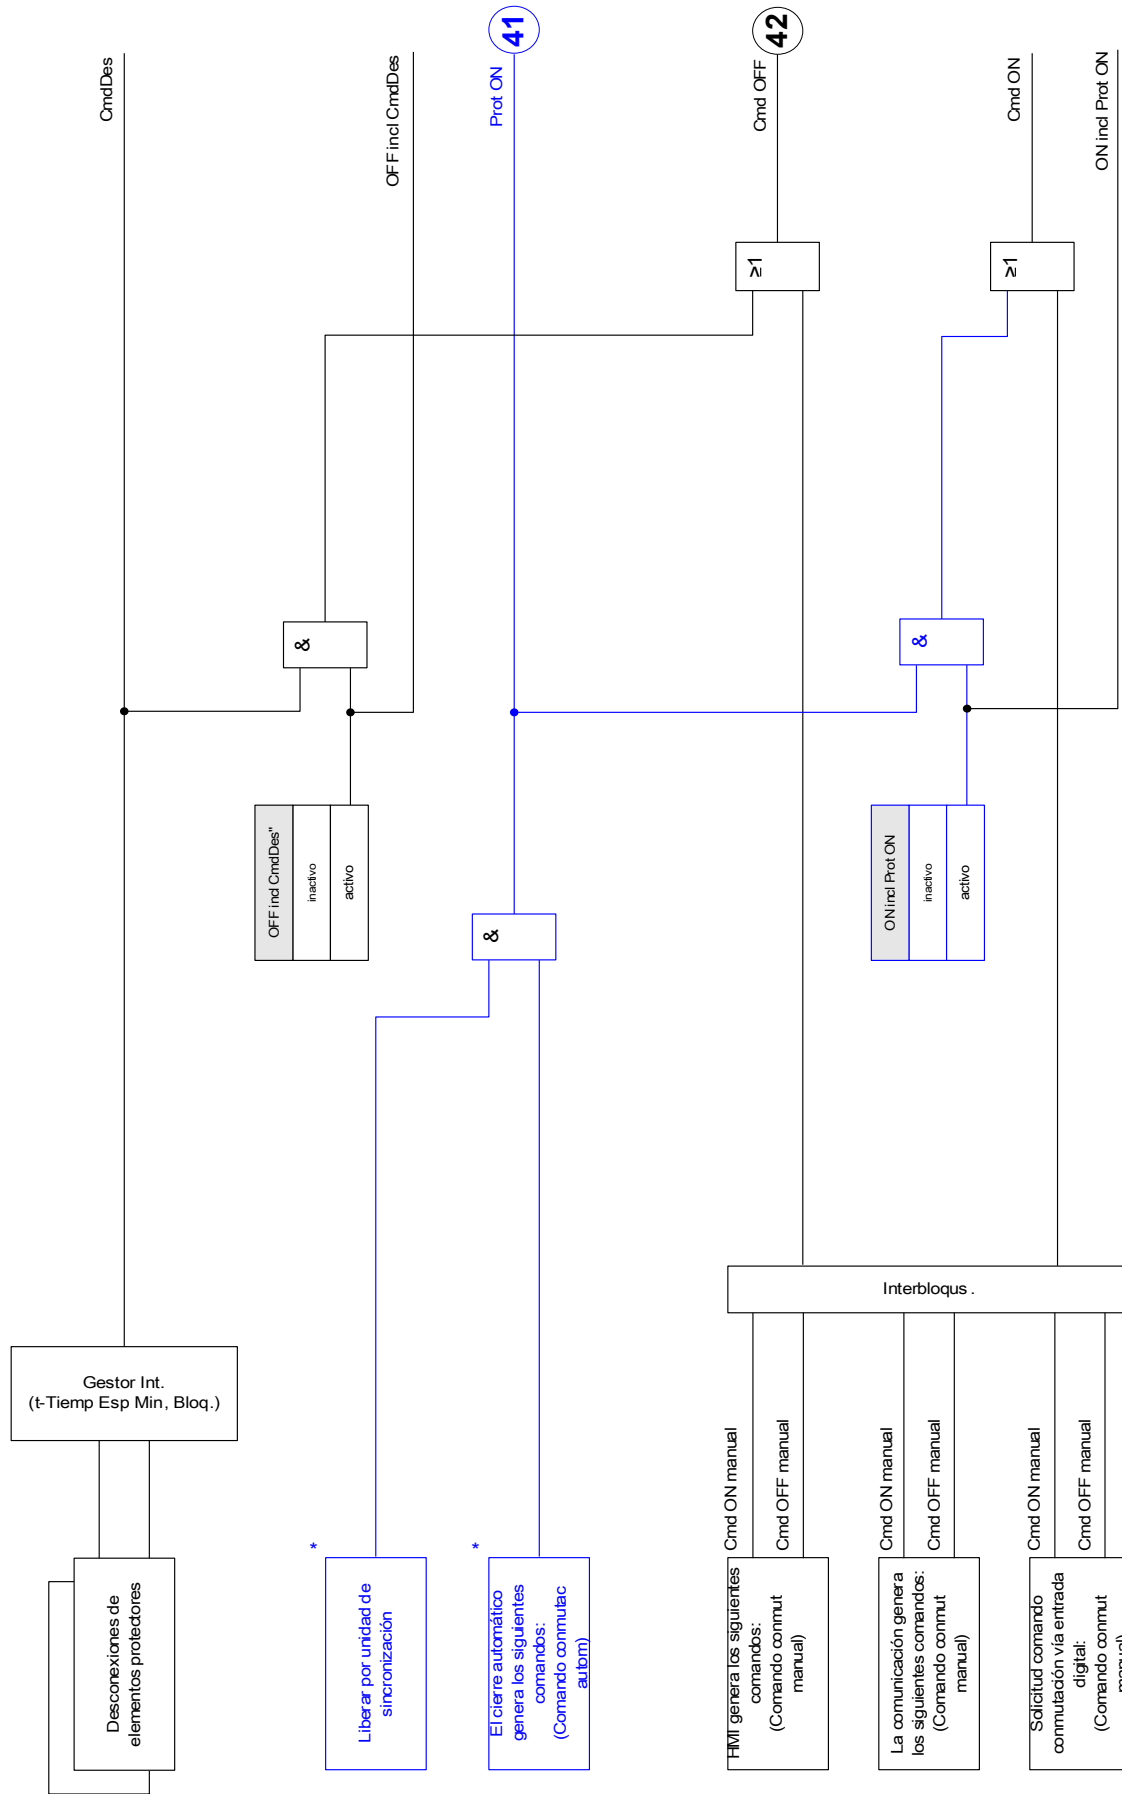 Desconexiones de
elementos protectores
Gestor Int.
(t-Tiemp Esp Min, Bloq.)
CmdDes
OFF incl CmdDes"
inactivo
activo
&
OFF incl CmdDes
*
Liberar por unidad de
sincronización
*
El cierre automático
genera los siguientes
comandos:
(Comando conmutac
autom)
&
Prot ON
41
HMI genera los siguientes
comandos:
(Comando conmut
manual)
Cmd ON manual
Cmd OFF manual
Interbloqus.
≥1
Cmd OFF
42
La comunicación genera
los siguientes comandos:
(Comando conmut
manual)
Cmd ON manual
Cmd OFF manual
ON incl Prot ON
inactivo
activo
&
Solicitud comando
conmutación vía entrada
digital:
(Comando conmut
manual)
Cmd ON manual
Cmd OFF manual
≥1
Cmd ON
ON incl Prot ON